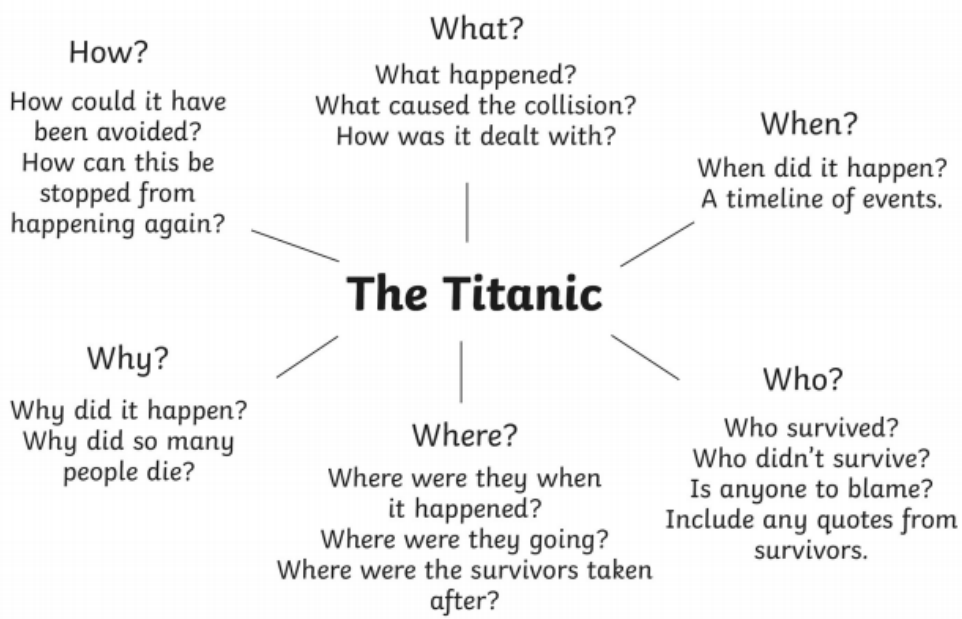 What?
What happened?
What caused the collision?
How was it dealt with?
How?
How could it have
been avoided?
How can this be
stopped from
happening again?
When?
When did it happen?
A timeline of events.
The Titanic
Why?
Why did it happen?
Why did so many
people die?
Where?
Where were they when
it happened?
Where were they going?
Where were the survivors taken
after?
Who?
Who survived?
Who didn't survive?
Is anyone to blame?
Include any quotes from
survivors.